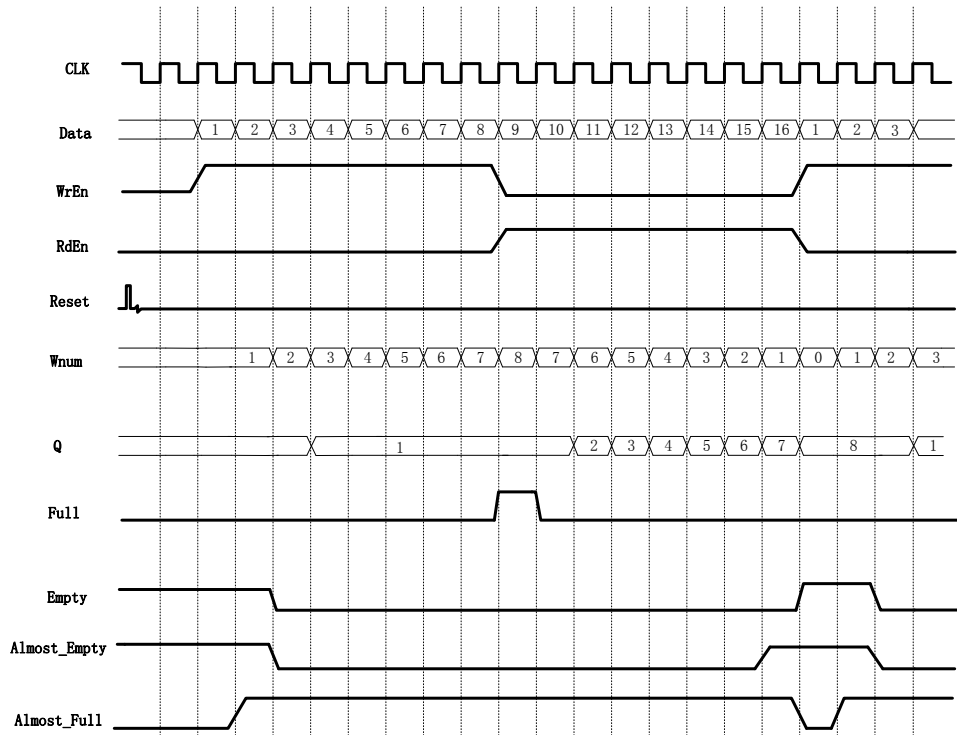 CLK
Data 1 2 3 4 5 6 7 8 9 10 11 12 13 14 15 16 1 2 3
WrEn
RdEn
Reset
Wnum 1 2 3 4 5 6 7 8 7 6 5 4 3 2 1 0 1 2 3
Q 1 2 3 4 5 6 7 8 1
Full
Empty
Almost_Empty
Almost_Full